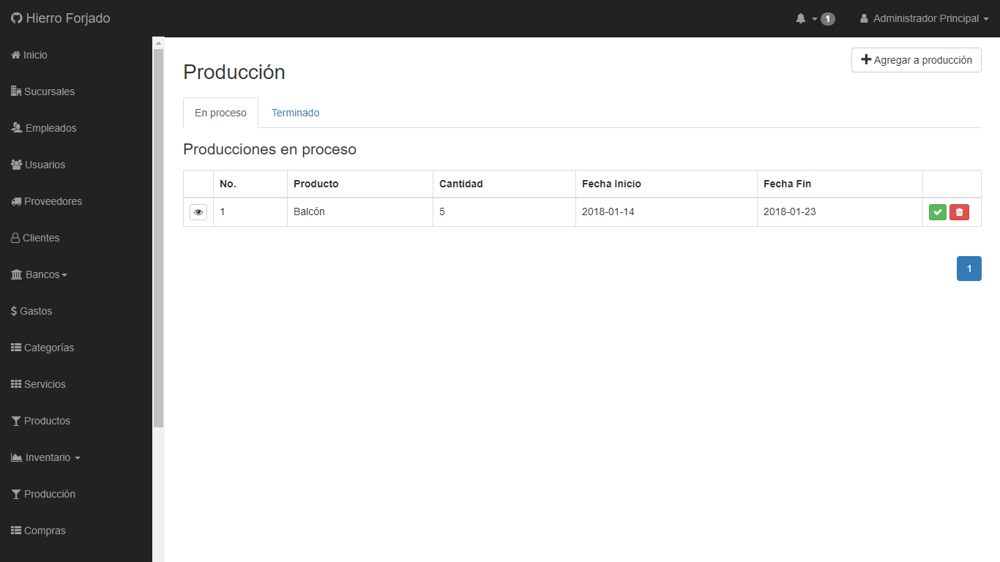 Hierro Forjado
1
Administrador Principal
Inicio
Sucursales
Empleados
Usuarios
Proveedores
Clientes
Bancos
$ Gastos
Categorías
Servicios
Productos
Inventario
Producción
Compras
Producción
Agregar a producción
En proceso
Terminado
Producciones en proceso
No. Producto Cantidad Fecha Inicio Fecha Fin
1 Balcón 5 2018-01-14 2018-01-23
1